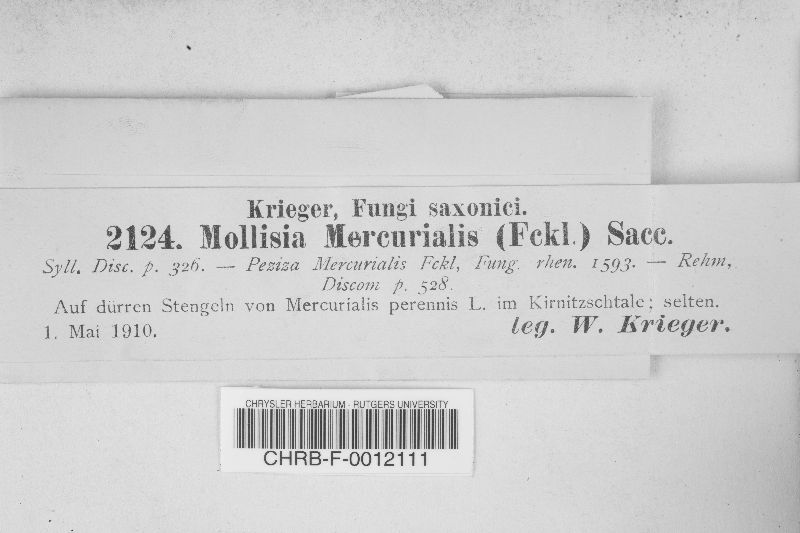 Krieger, Fungi saxonici.
2124. Mollisia Mercurialis (Fckl.) Sacc.
Syll. Disc. p. 326. — Peziza Mercurialis Fckl, Fung. rhen. 1593. — Rehm,
Discom p. 528.
Auf dürren Stengeln von Mercurialis perennis L. im Kirnitzschtale; selten.
1. Mai 1910. leg. W. Krieger.
CHRYSLER HERBARIUM - RUTGERS UNIVERSITY
CHRB-F-0012111